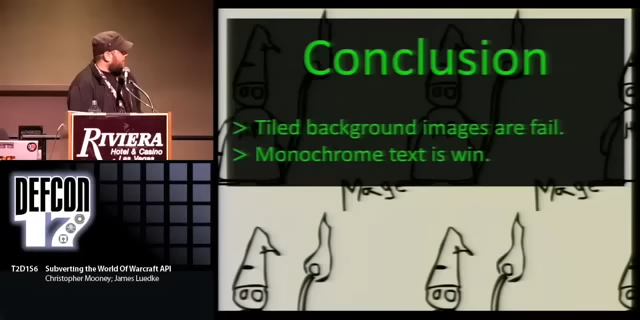 Conclusion
> Tiled background images are fail.
> Monochrome text is win.
Mage
Mage
RIVIERA
Hotel & Casino
Las Vegas
DEFCON
17
T2D1S6 Subverting the World Of Warcraft API
Christopher Mooney; James Luedke